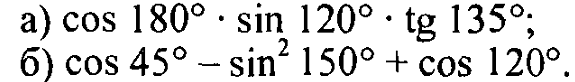 а) cos 180° · sin 120° · tg 135°;
б) cos 45° – sin² 150° + cos 120°.